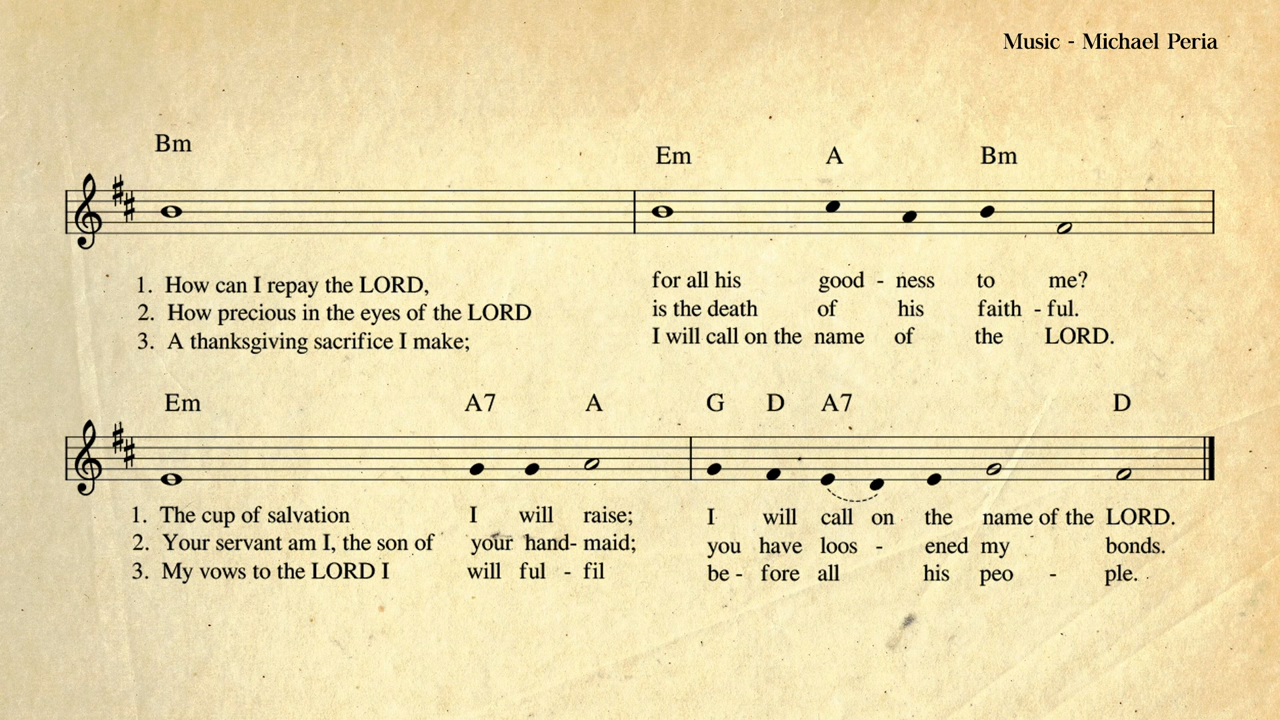 Music - Michael Peria
Bm Em A Bm
1. How can I repay the LORD, for all his good - ness to me?
2. How precious in the eyes of the LORD is the death of his faith - ful.
3. A thanksgiving sacrifice I make; I will call on the name of the LORD.
Em A7 A G D A7 D
1. The cup of salvation I will raise; I will call on the name of the LORD.
2. Your servant am I, the son of your hand- maid; you have loos - ened my bonds.
3. My vows to the LORD I will ful - fil be - fore all his peo - ple.